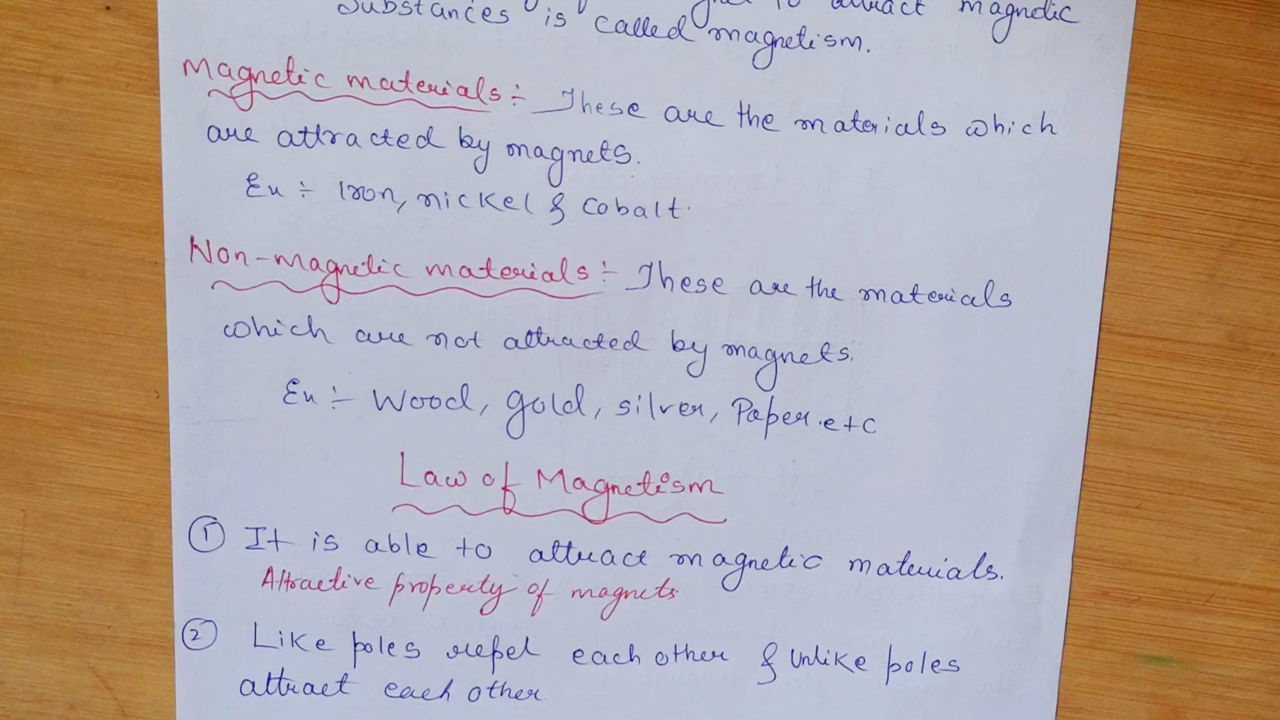 Substances is called magnetism.
to attract magnetic
Magnetic materials :- These are the materials which
are attracted by magnets.
Ex :- Iron, nickel & cobalt.
Non-magnetic materials :- These are the materials
which are not attracted by magnets.
Ex :- Wood, gold, silver, Paper.etc
Law of Magnetism
① It is able to attract magnetic materials.
Attractive property of magnets.
② Like poles repel each other & unlike poles
attract each other